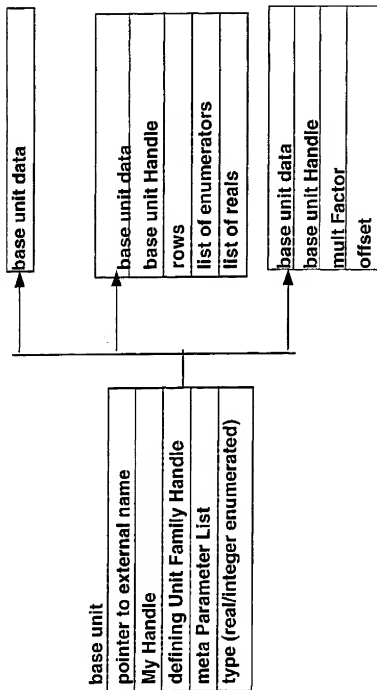 base unit
pointer to external name
My Handle
defining Unit Family Handle
meta Parameter List
type (real/integer enumerated)
base unit data
base unit data
base unit Handle
rows
list of enumerators
list of reals
base unit data
base unit Handle
mult Factor
offset